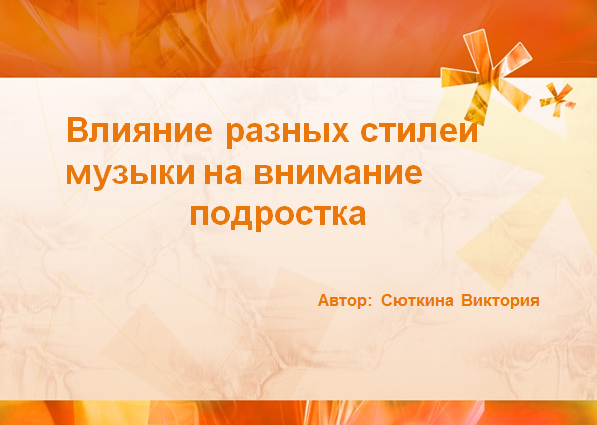 Влияние разных стилей
музыки на внимание
подростка
Автор: Сюткина Виктория